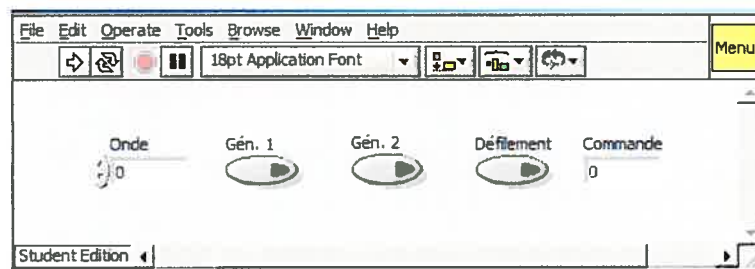 File Edit Operate Tools Browse Window Help
18pt Application Font
Menu
Onde Gén. 1 Gén. 2 Défilement Commande
0 0
Student Edition